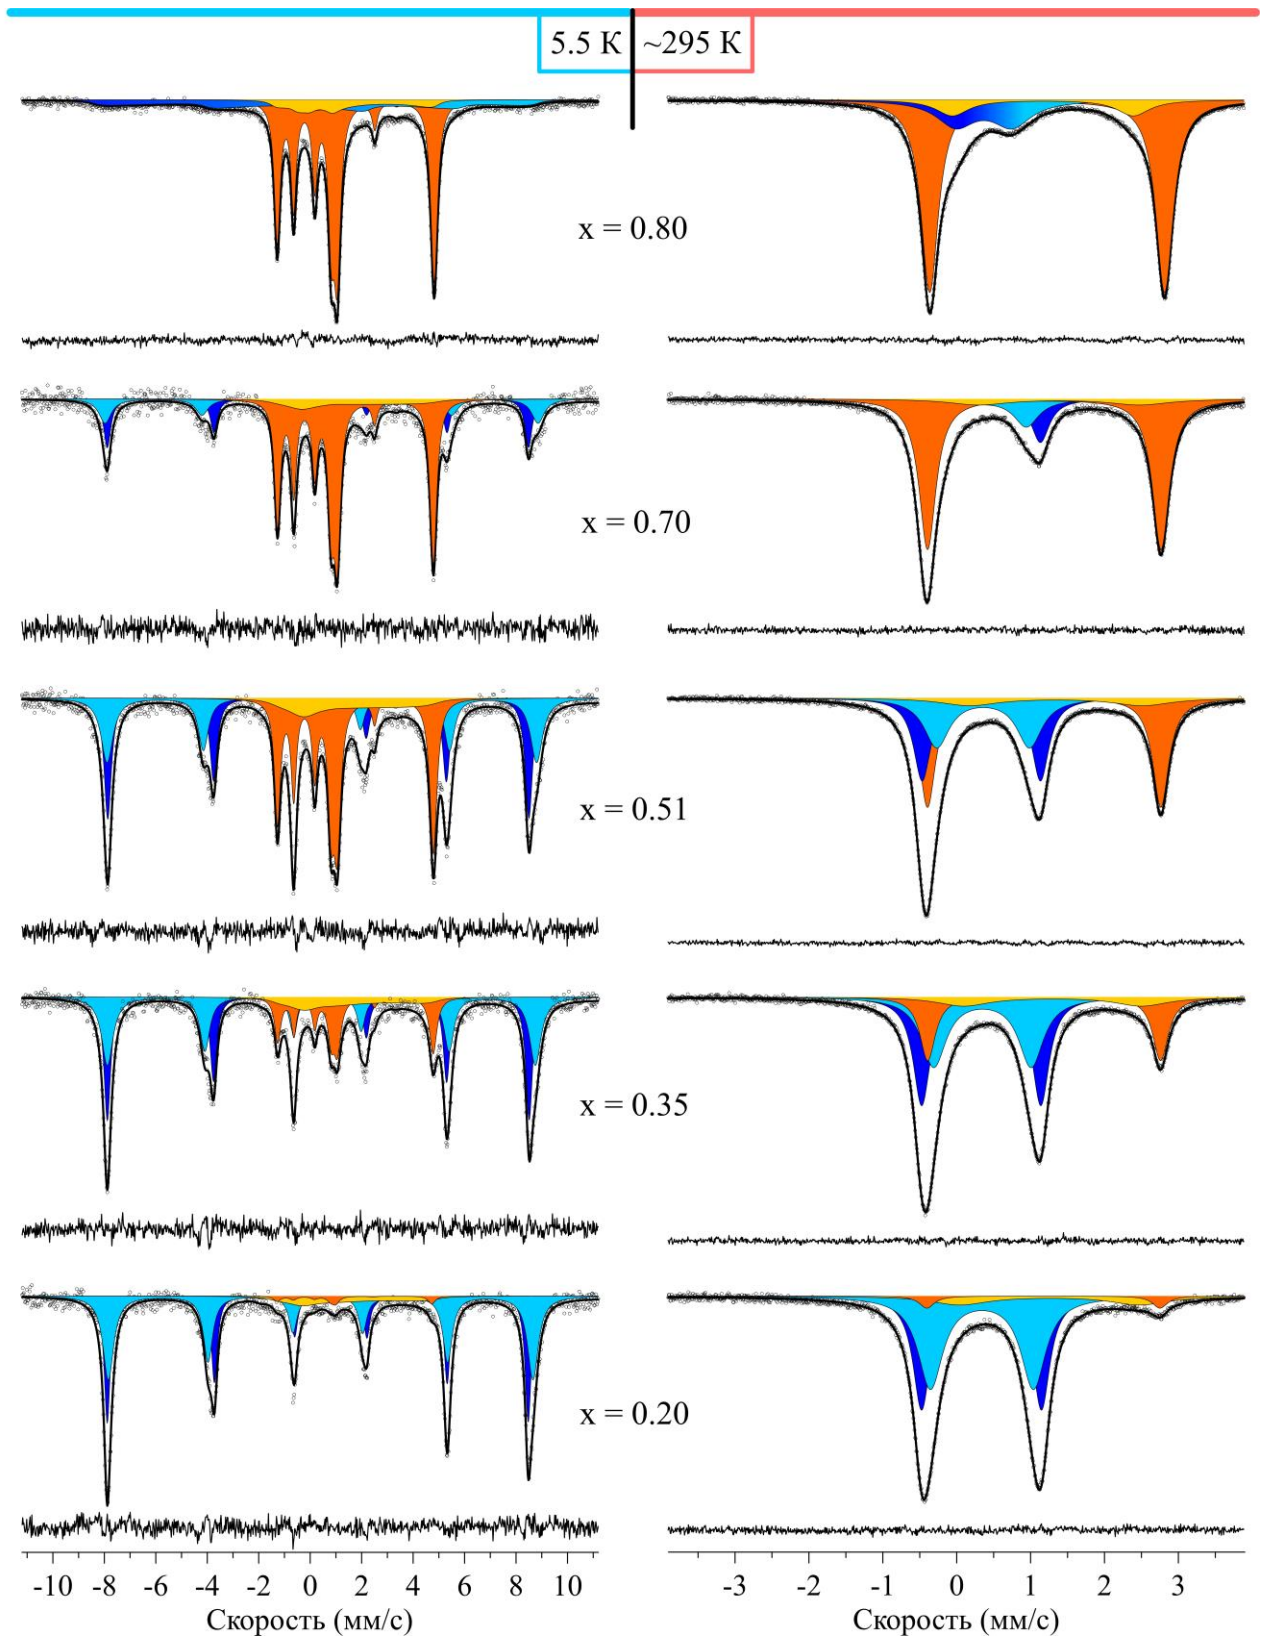 5.5 К ~295 К
x = 0.80
x = 0.70
x = 0.51
x = 0.35
x = 0.20
-10 -8 -6 -4 -2 0 2 4 6 8 10 -3 -2 -1 0 1 2 3
Скорость (мм/с) Скорость (мм/с)